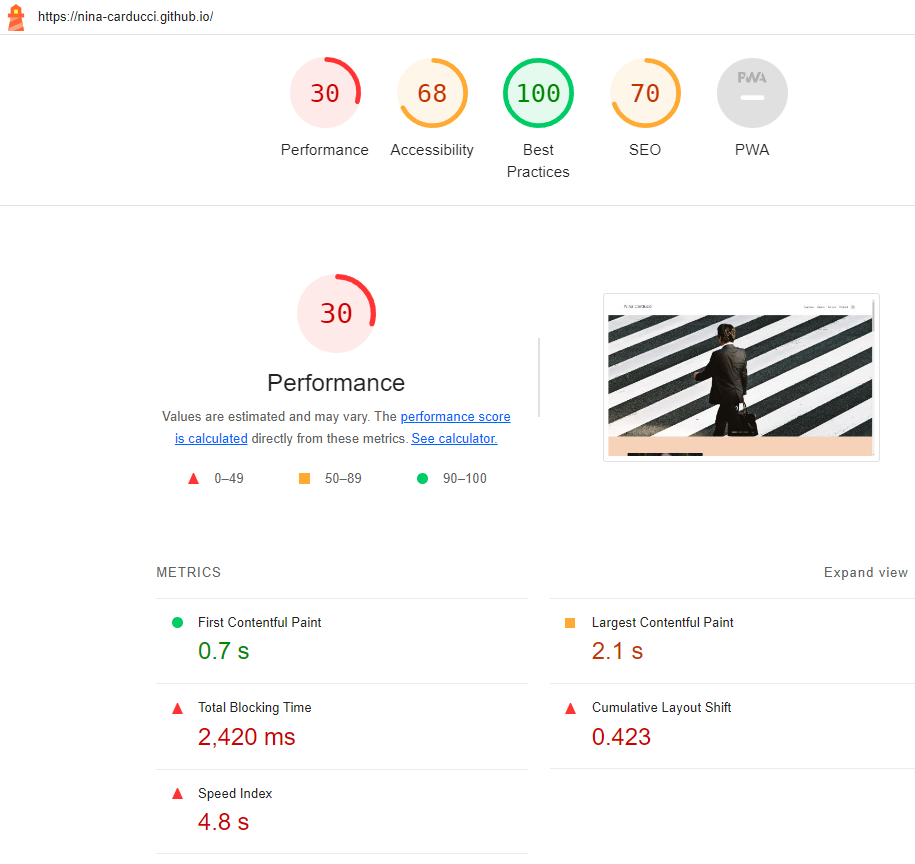 https://nina-carducci.github.io/
30
68
100
70
PWA
Performance
Accessibility
Best
Practices
SEO
PWA
30
Performance
Values are estimated and may vary. The performance score
is calculated directly from these metrics. See calculator.
0–49
50–89
90–100
Nina Carducci
METRICS
Expand view
First Contentful Paint
0.7 s
Largest Contentful Paint
2.1 s
Total Blocking Time
2,420 ms
Cumulative Layout Shift
0.423
Speed Index
4.8 s